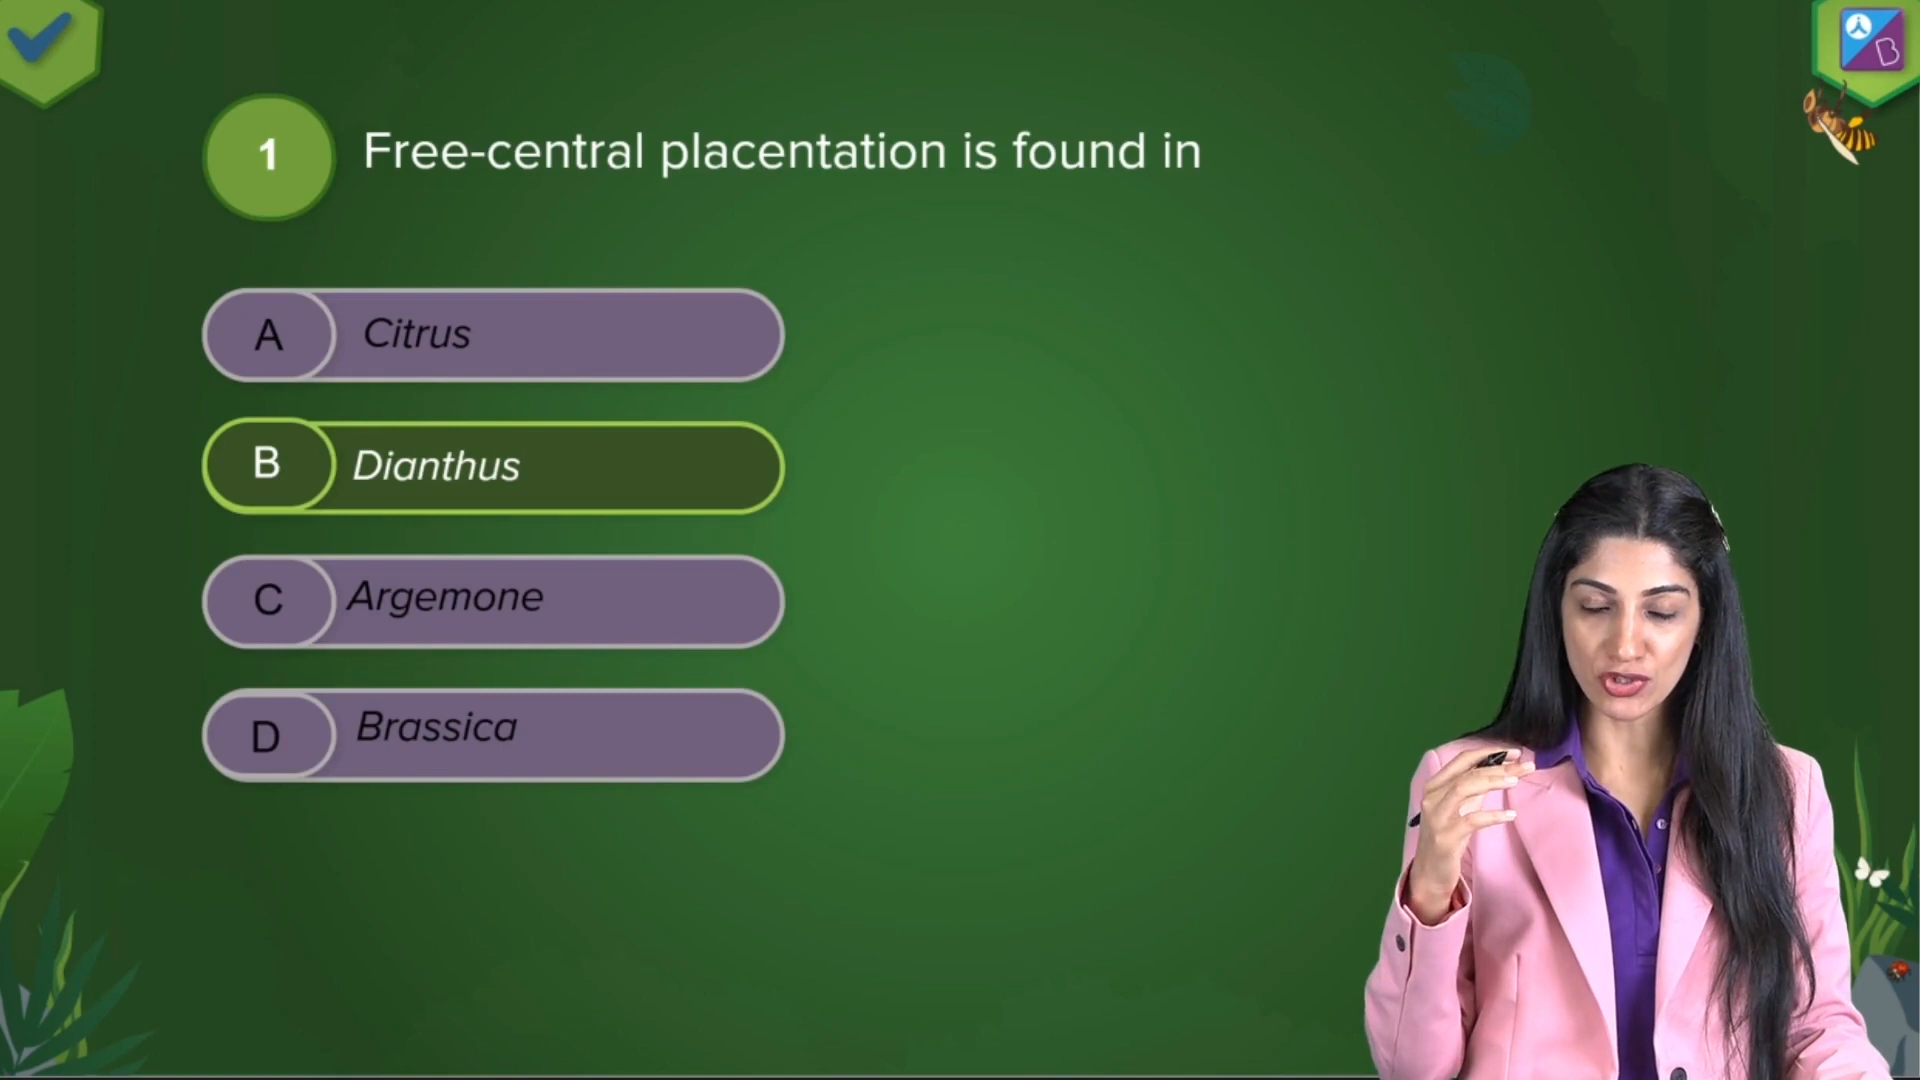 1 Free-central placentation is found in
A Citrus
B Dianthus
C Argemone
D Brassica
B